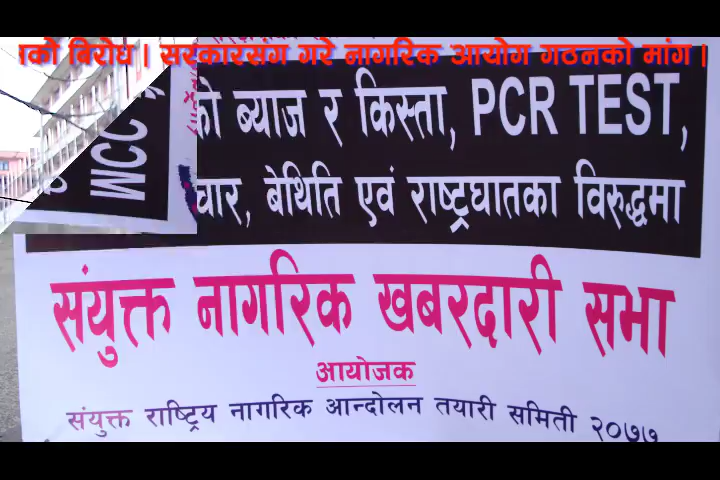 को बिरोध । सरकारसंग गरे नागरिक आयोग गठनको मांग ।
MCC
को ब्याज र किस्ता, PCR TEST,
चार, बेथिति एवं राष्ट्रघातका विरुद्धमा
संयुक्त नागरिक खबरदारी सभा
आयोजक
संयुक्त राष्ट्रिय नागरिक आन्दोलन तयारी समिती २०७७